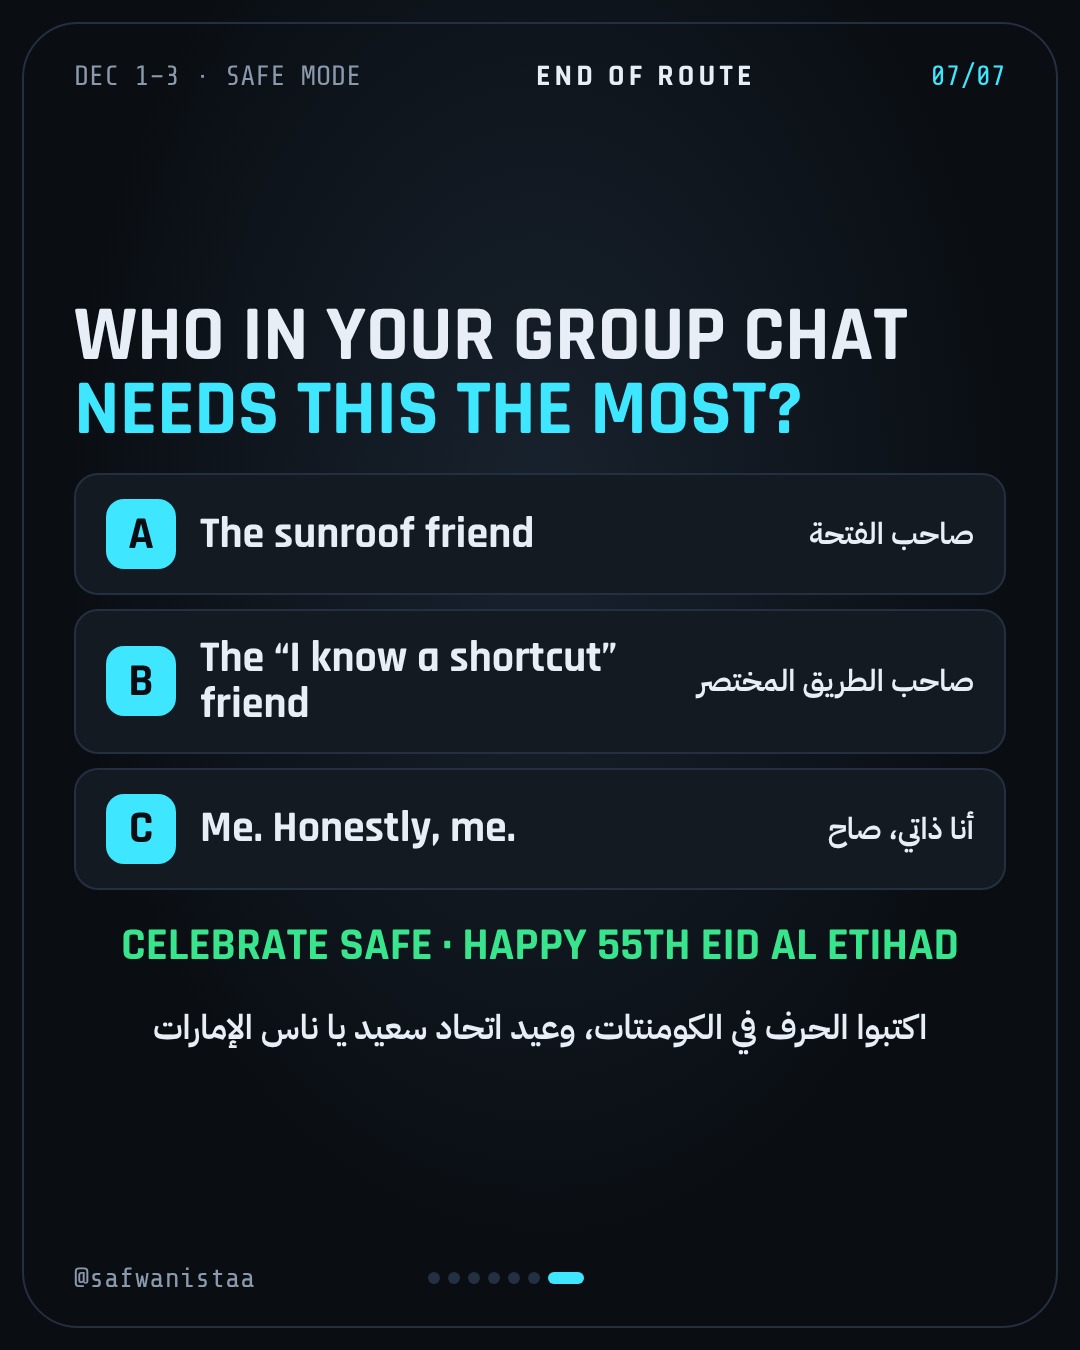 DEC 1–3 · SAFE MODE
END OF ROUTE
07/07
WHO IN YOUR GROUP CHAT
NEEDS THIS THE MOST?
A
The sunroof friend
صاحب الفتحة
B
The “I know a shortcut”
friend
صاحب الطريق المختصر
C
Me. Honestly, me.
أنا ذاتي، صاح
CELEBRATE SAFE · HAPPY 55TH EID AL ETIHAD
اكتبوا الحرف في الكومنتات، وعيد اتحاد سعيد يا ناس الإمارات
@safwanistaa